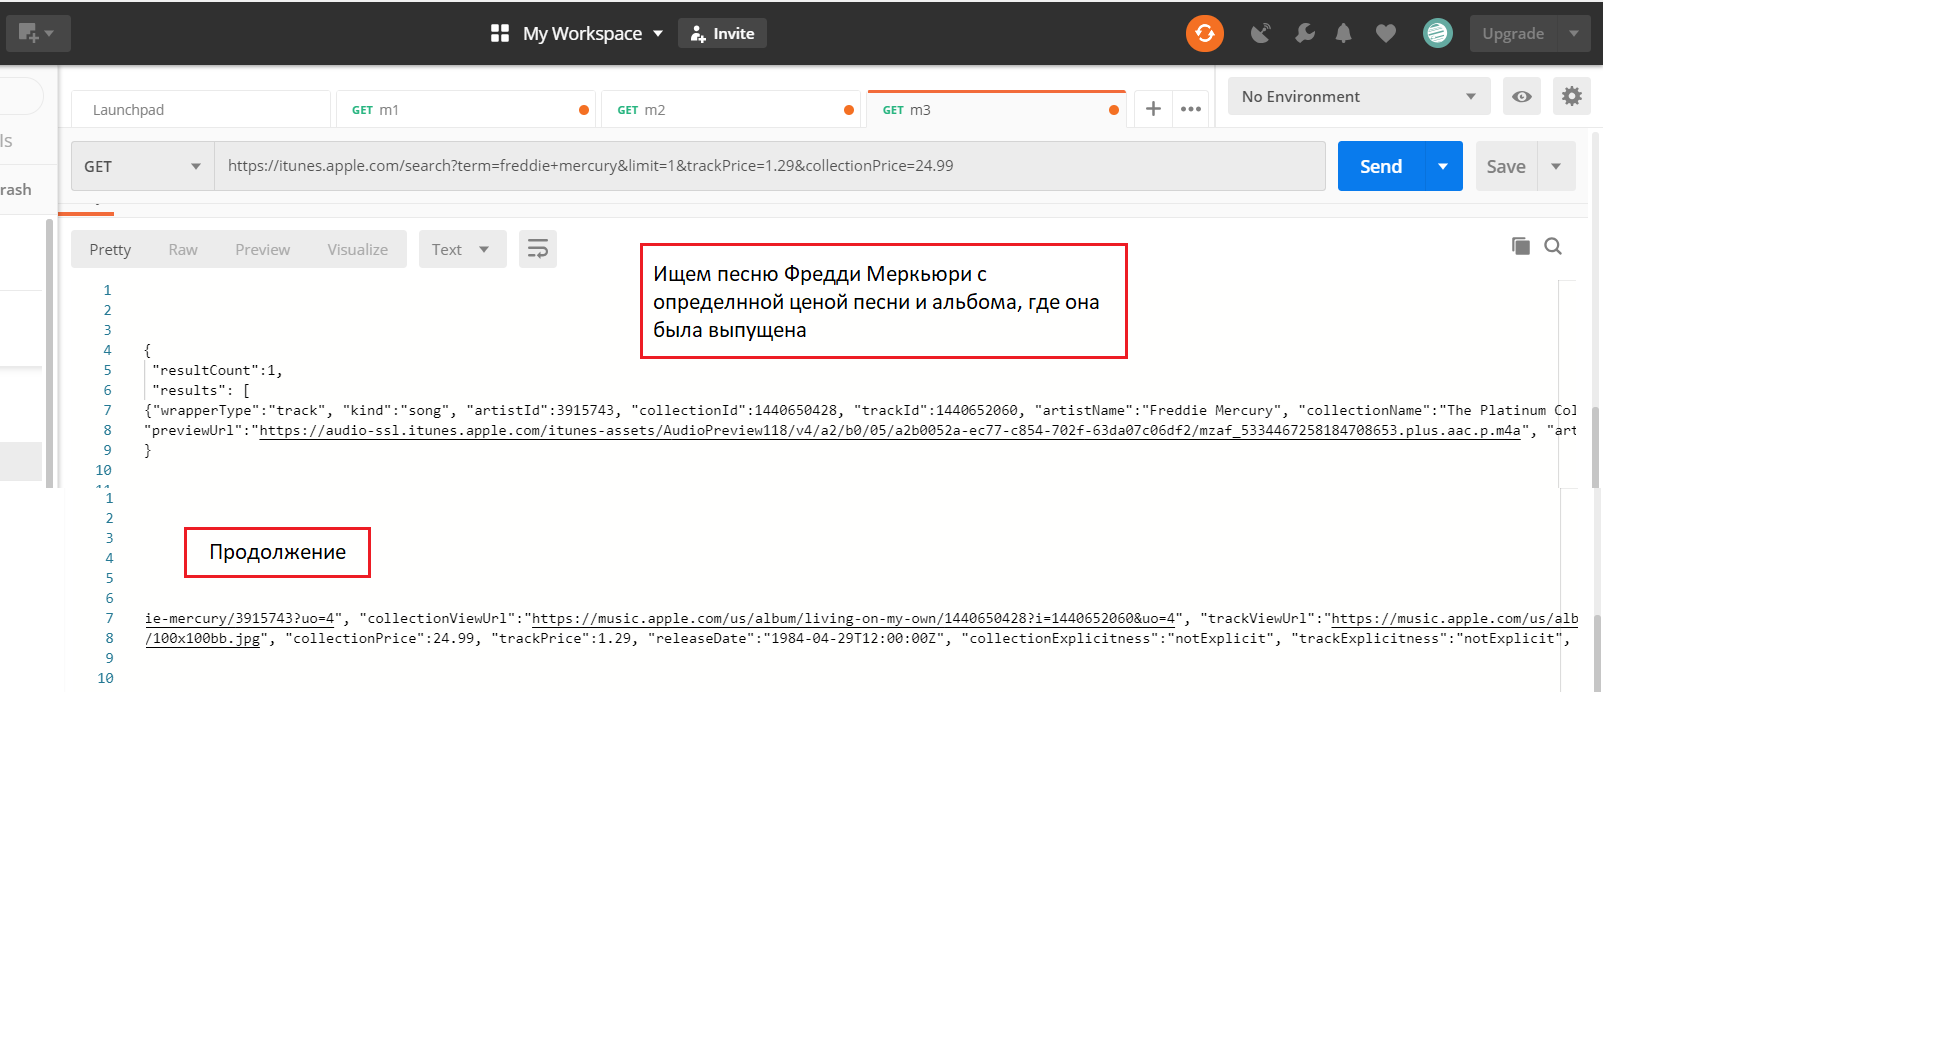 My Workspace
Invite
Upgrade
Launchpad
GET m1
GET m2
GET m3
No Environment
ls
GET
https://itunes.apple.com/search?term=freddie+mercury&limit=1&trackPrice=1.29&collectionPrice=24.99
Send
Save
rash
Pretty
Raw
Preview
Visualize
Text
Ищем песню Фредди Меркьюри с
определнной ценой песни и альбома, где она
была выпущена
1
2
3
4 {
5 "resultCount":1,
6 "results": [
7 {"wrapperType":"track", "kind":"song", "artistId":3915743, "collectionId":1440650428, "trackId":1440652060, "artistName":"Freddie Mercury", "collectionName":"The Platinum Col
8 "previewUrl":"https://audio-ssl.itunes.apple.com/itunes-assets/AudioPreview118/v4/a2/b0/05/a2b0052a-ec77-c854-702f-63da07c06df2/mzaf_5334467258184708653.plus.aac.p.m4a", "art
9 }
10
1
2
3
Продолжение
4
5
6
7 ie-mercury/3915743?uo=4", "collectionViewUrl":"https://music.apple.com/us/album/living-on-my-own/1440650428?i=1440652060&uo=4", "trackViewUrl":"https://music.apple.com/us/alb
8 /100x100bb.jpg", "collectionPrice":24.99, "trackPrice":1.29, "releaseDate":"1984-04-29T12:00:00Z", "collectionExplicitness":"notExplicit", "trackExplicitness":"notExplicit",
9
10